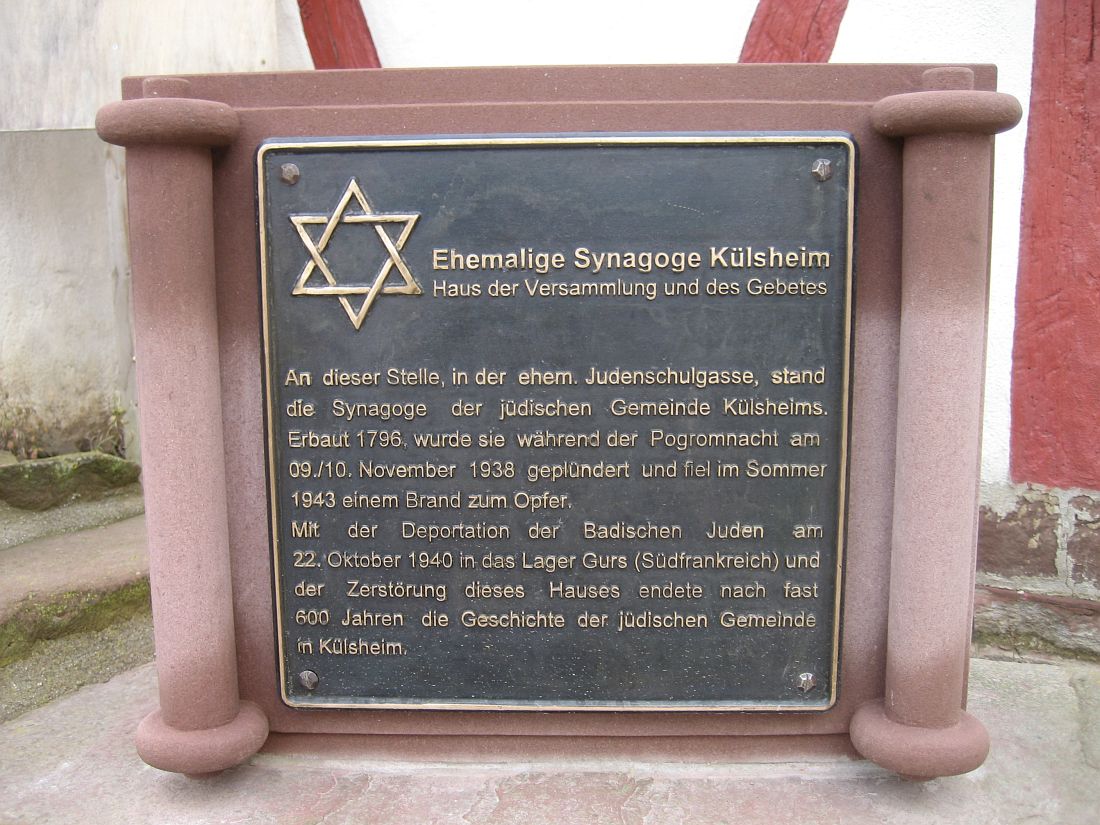 Ehemalige Synagoge Külsheim
Haus der Versammlung und des Gebetes
An dieser Stelle, in der ehem. Judenschulgasse, stand
die Synagoge der jüdischen Gemeinde Külsheims.
Erbaut 1796, wurde sie während der Pogromnacht am
09./10. November 1938 geplündert und fiel im Sommer
1943 einem Brand zum Opfer.
Mit der Deportation der Badischen Juden am
22. Oktober 1940 in das Lager Gurs (Südfrankreich) und
der Zerstörung dieses Hauses endete nach fast
600 Jahren die Geschichte der jüdischen Gemeinde
in Külsheim.